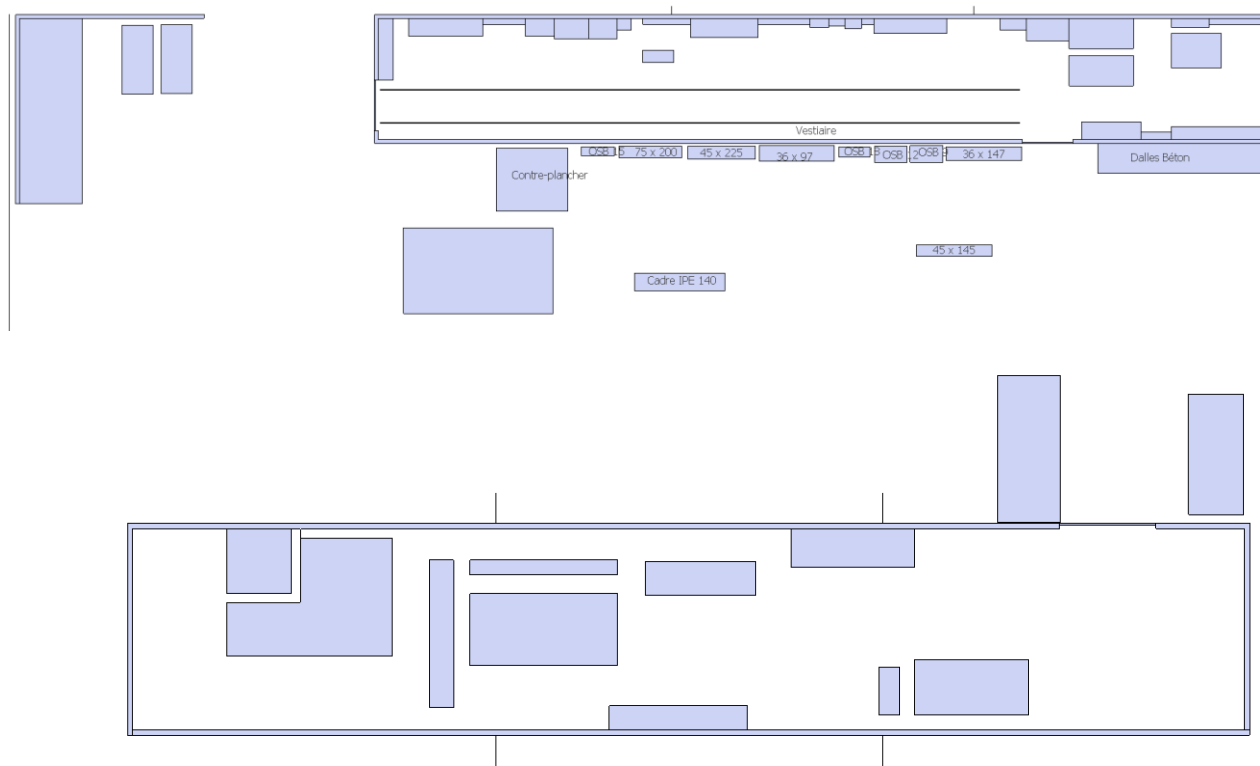 Vestiaire
OSB 15
75 x 200
45 x 225
36 x 97
OSB 18
OSB 12
OSB 9
36 x 147
Dalles Béton
Contre-plancher
45 x 145
Cadre IPE 140